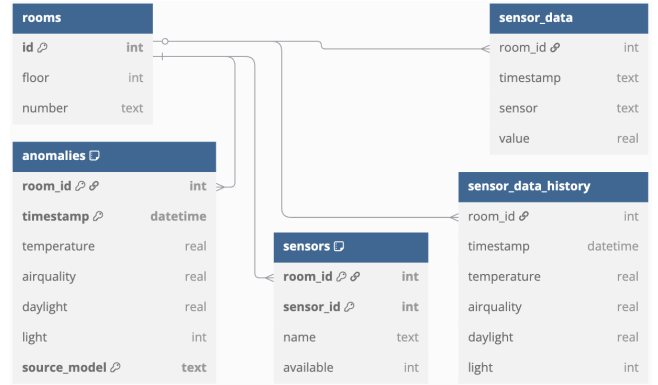 rooms
id int
floor int
number text
sensor_data
room_id int
timestamp text
sensor text
value real
anomalies
room_id int
timestamp datetime
temperature real
airquality real
daylight real
light int
source_model text
sensors
room_id int
sensor_id int
name text
available int
sensor_data_history
room_id int
timestamp datetime
temperature real
airquality real
daylight real
light int